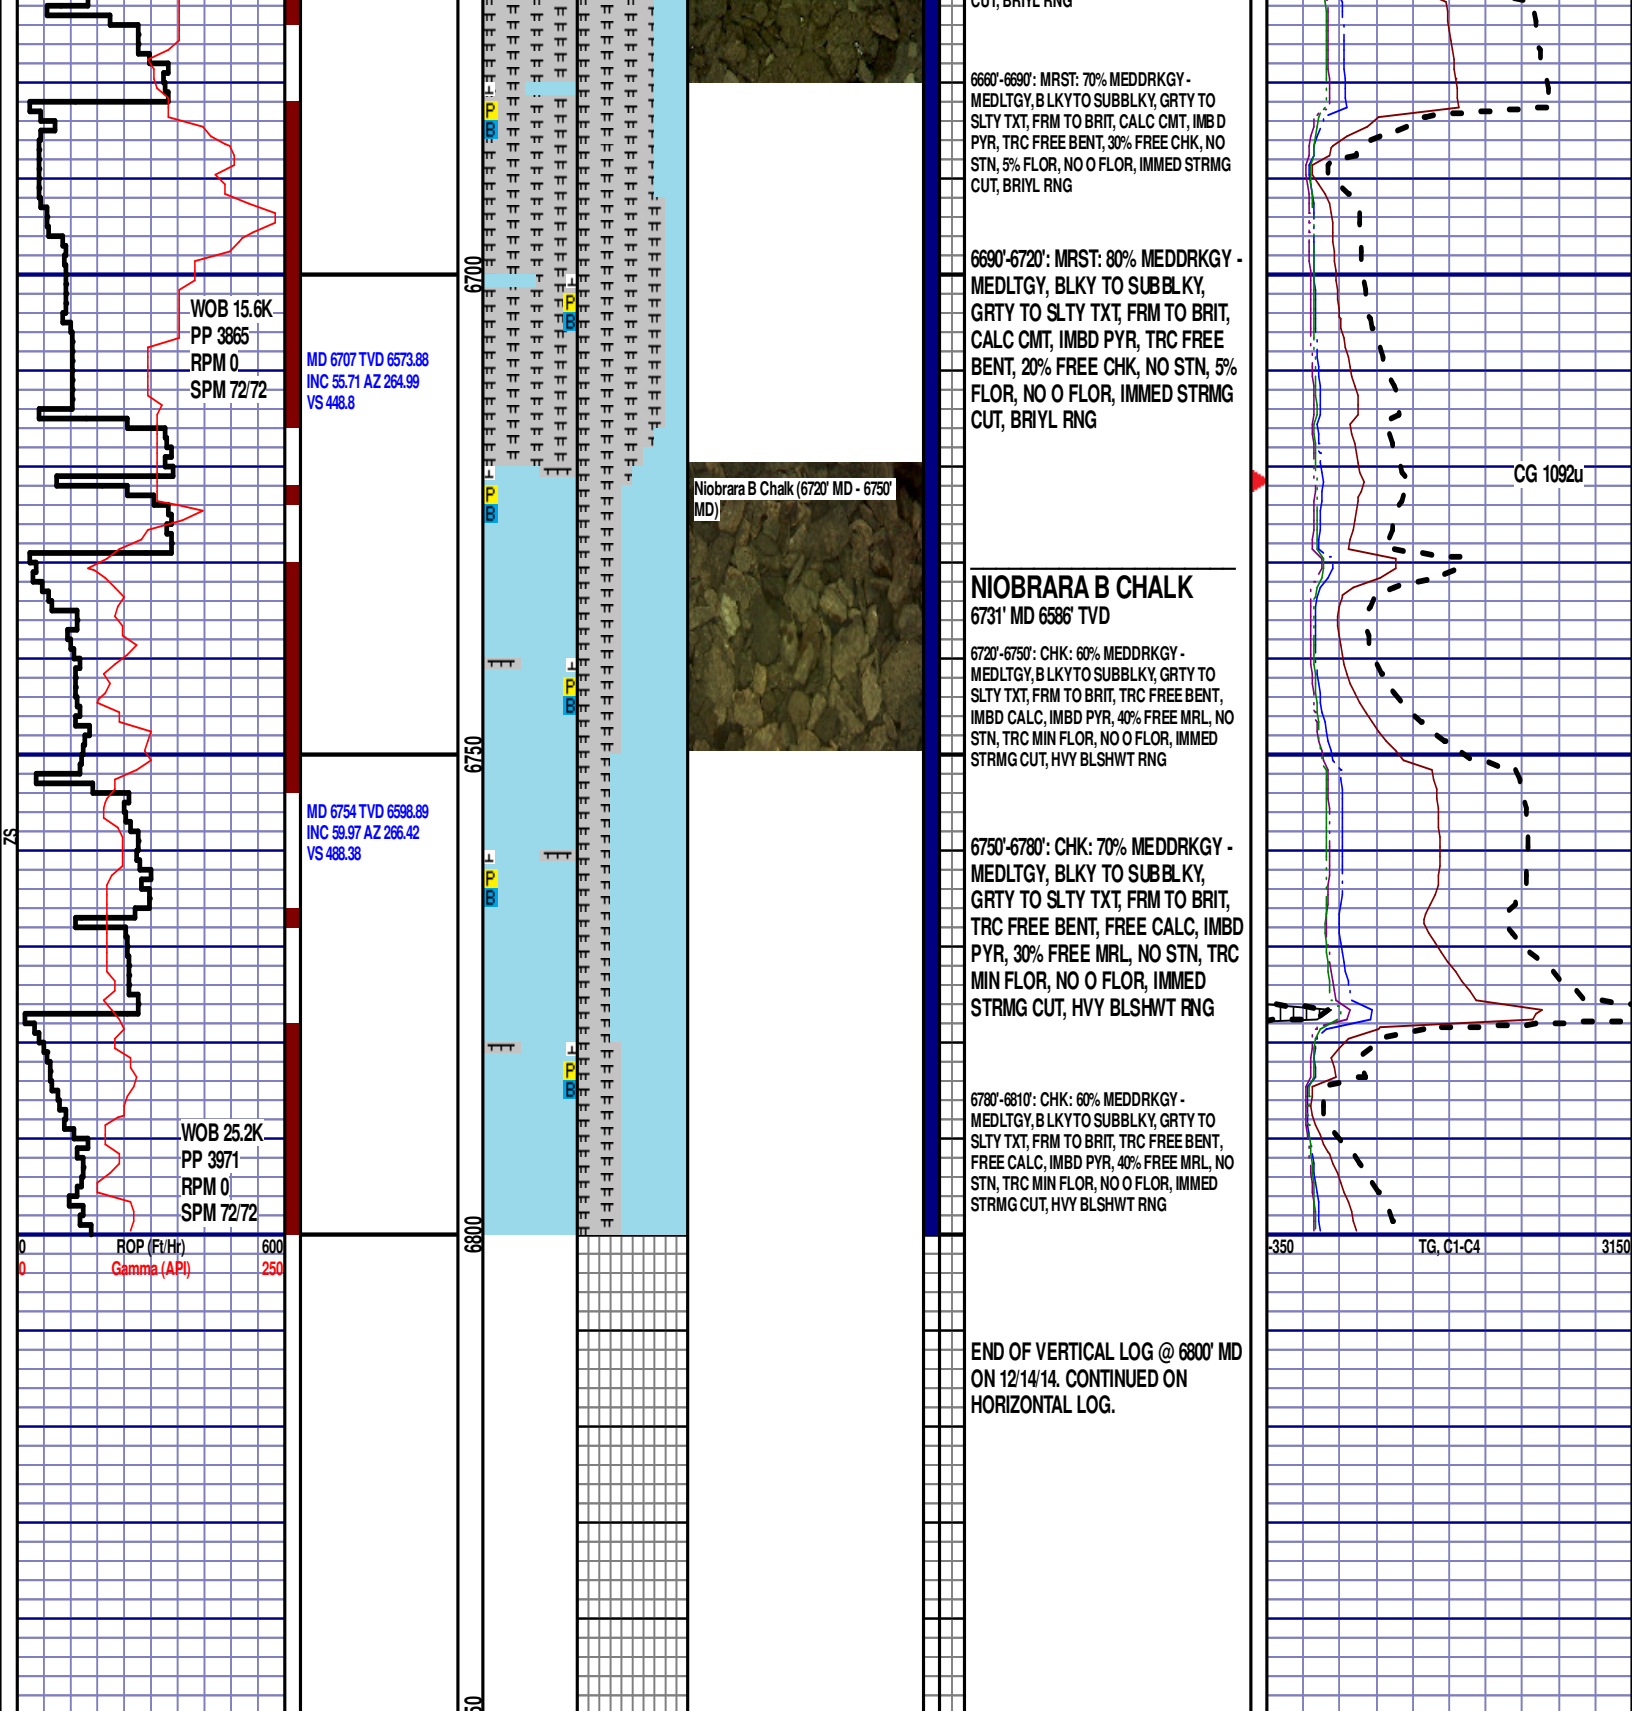 CUT, BRIYL RNG
6660'-6690': MRST: 70% MEDDRKGY -
MEDLTGY, BLKY TO SUBBLKY, GRTY TO
SLTY TXT, FRM TO BRIT, CALC CMT, IMBD
PYR, TRC FREE BENT, 30% FREE CHK, NO
STN, 5% FLOR, NO O FLOR, IMMED STRMG
CUT, BRIYL RNG
P
B
6700
6690'-6720': MRST: 80% MEDDRKGY -
MEDLTGY, BLKY TO SUBBLKY,
GRTY TO SLTY TXT, FRM TO BRIT,
CALC CMT, IMBD PYR, TRC FREE
BENT, 20% FREE CHK, NO STN, 5%
FLOR, NO O FLOR, IMMED STRMG
CUT, BRIYL RNG
WOB 15.6K
PP 3865
RPM 0
SPM 72/72
MD 6707 TVD 6573.88
INC 55.71 AZ 264.99
VS 448.8
P
B
P
B
Niobrara B Chalk (6720' MD - 6750'
MD)
CG 1092u
NIOBRARA B CHALK
6731' MD 6586' TVD
6720'-6750': CHK: 60% MEDDRKGY -
MEDLTGY, BLKY TO SUBBLKY, GRTY TO
SLTY TXT, FRM TO BRIT, TRC FREE BENT,
IMBD CALC, IMBD PYR, 40% FREE MRL, NO
STN, TRC MIN FLOR, NO O FLOR, IMMED
STRMG CUT, HVY BLSHWT RNG
P
B
6750
ZS
MD 6754 TVD 6598.89
INC 59.97 AZ 266.42
VS 488.38
P
B
6750'-6780': CHK: 70% MEDDRKGY -
MEDLTGY, BLKY TO SUBBLKY,
GRTY TO SLTY TXT, FRM TO BRIT,
TRC FREE BENT, FREE CALC, IMBD
PYR, 30% FREE MRL, NO STN, TRC
MIN FLOR, NO O FLOR, IMMED
STRMG CUT, HVY BLSHWT RNG
P
B
WOB 25.2K
PP 3971
RPM 0
SPM 72/72
6780'-6810': CHK: 60% MEDDRKGY -
MEDLTGY, BLKY TO SUBBLKY, GRTY TO
SLTY TXT, FRM TO BRIT, TRC FREE BENT,
FREE CALC, IMBD PYR, 40% FREE MRL, NO
STN, TRC MIN FLOR, NO O FLOR, IMMED
STRMG CUT, HVY BLSHWT RNG
6800
0 ROP (Ft/Hr) 600
0 Gamma (API) 250
-350 TG, C1-C4 3150
END OF VERTICAL LOG @ 6800' MD
ON 12/14/14. CONTINUED ON
HORIZONTAL LOG.